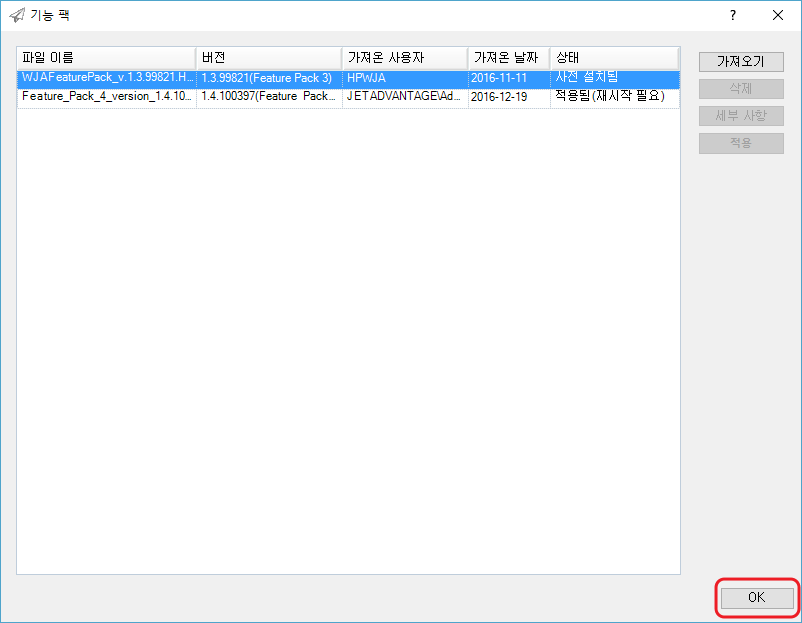 기능 팩
?
파일 이름 버전 가져온 사용자 가져온 날짜 상태
WJAFeaturePack_v.1.3.99821.H... 1.3.99821(Feature Pack 3) HPWJA 2016-11-11 사전 설치됨
Feature_Pack_4_version_1.4.10... 1.4.100397(Feature Pack... JETADVANTAGE\Ad... 2016-12-19 적용됨(재시작 필요)
가져오기
삭제
세부 사항
적용
OK